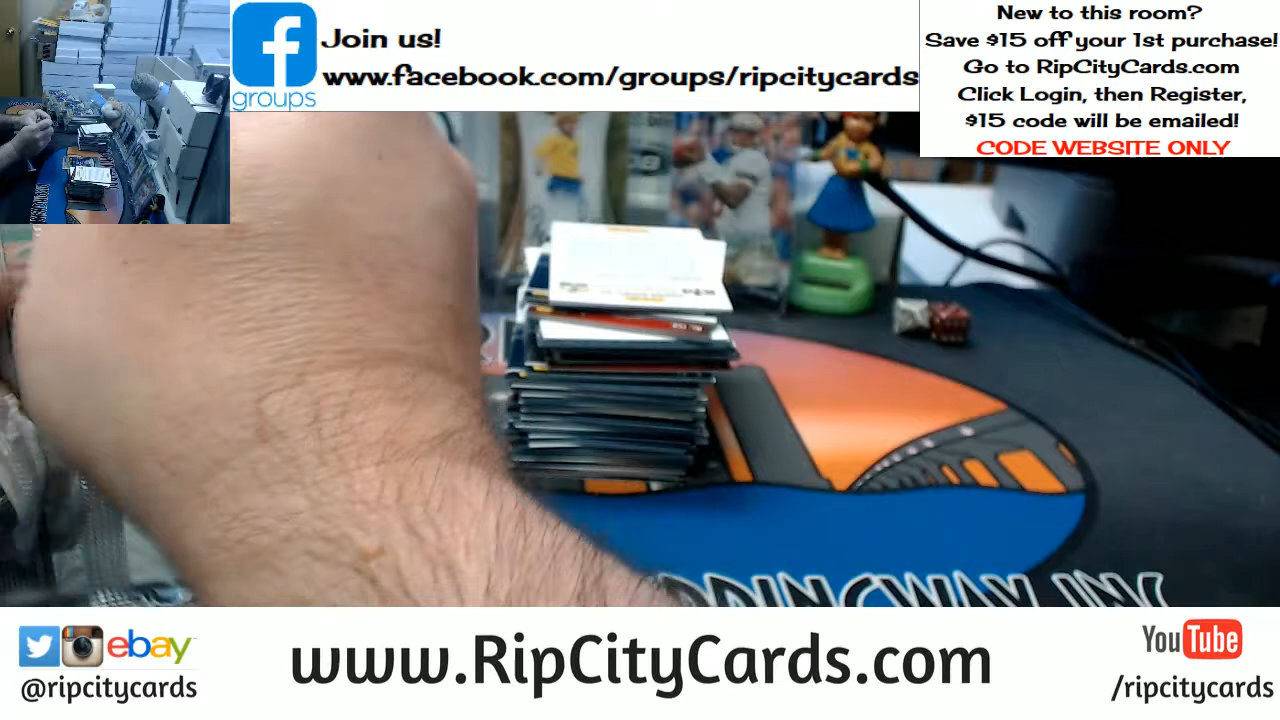 Join us!
www.facebook.com/groups/ripcitycards
groups
New to this room?
Save $15 off your 1st purchase!
Go to RipCityCards.com
Click Login, then Register,
$15 code will be emailed!
CODE WEBSITE ONLY
ebay
@ripcitycards
www.RipCityCards.com
YouTube
/ripcitycards